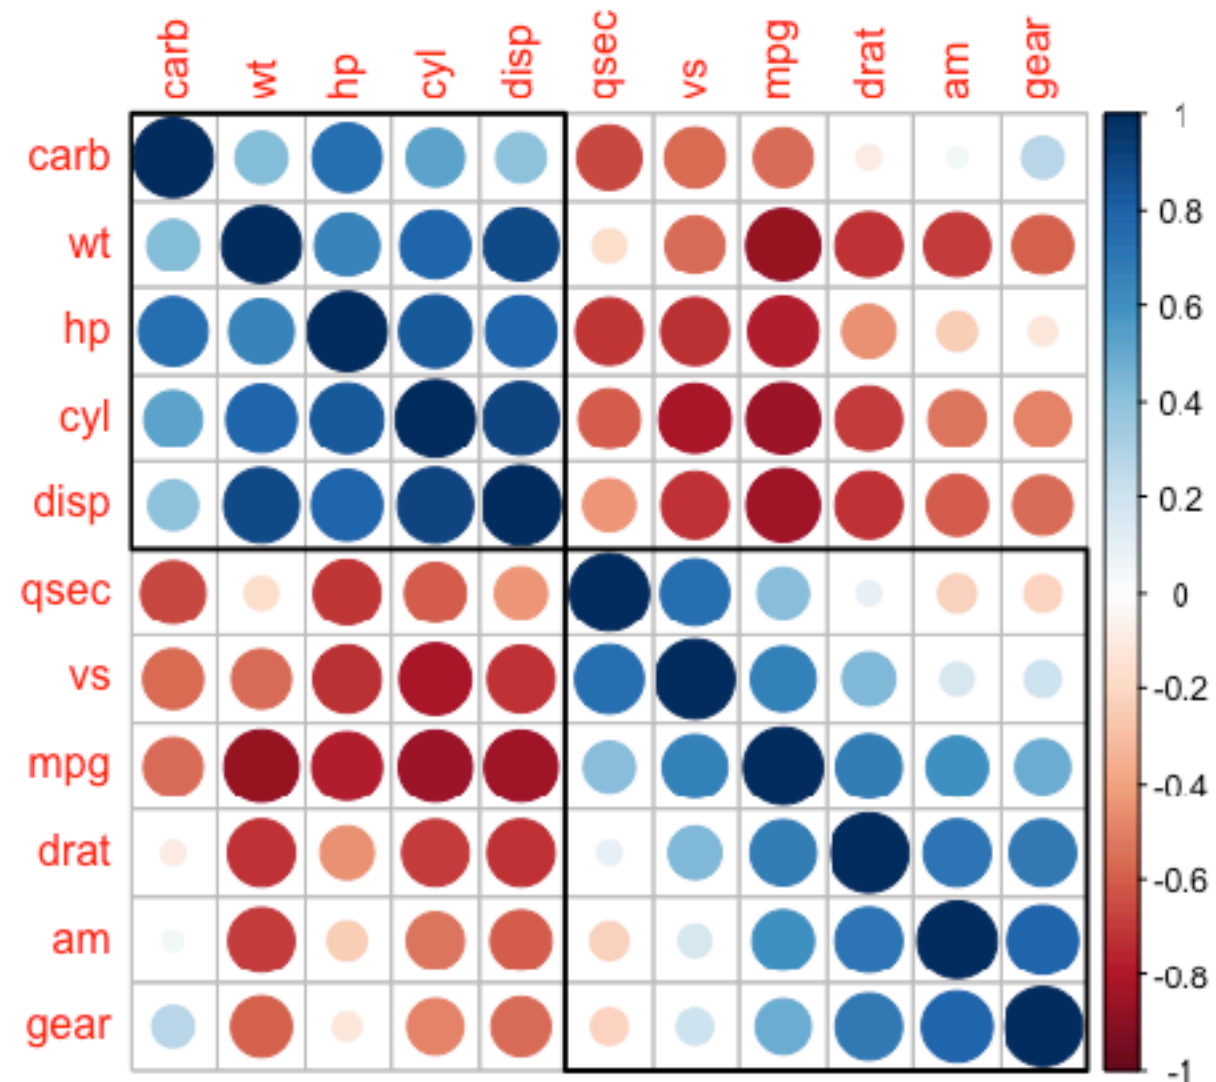 carb wt hp cyl disp qsec vs mpg drat am gear
carb
wt
hp
cyl
disp
qsec
vs
mpg
drat
am
gear
1
0.8
0.6
0.4
0.2
0
-0.2
-0.4
-0.6
-0.8
-1